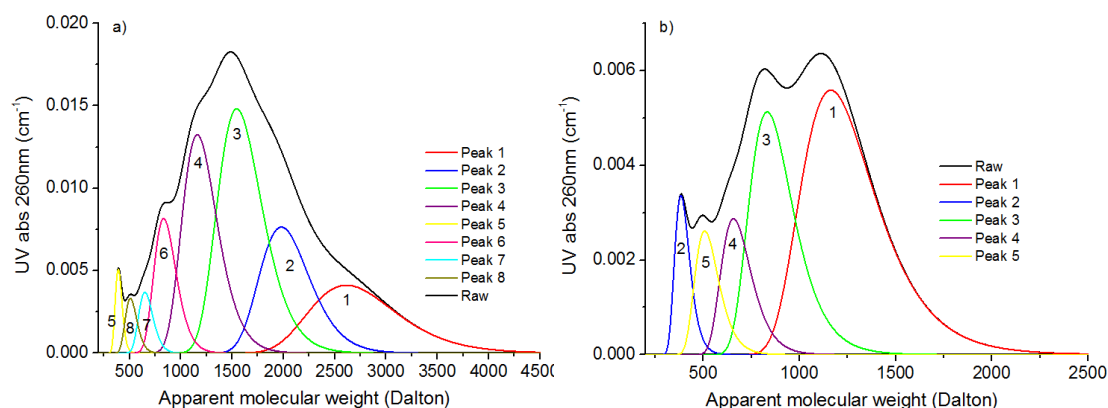 a)
UV abs 260nm (cm⁻¹)
0.020
0.015
0.010
0.005
0.000
5
8
7
6
4
3
2
1
Peak 1
Peak 2
Peak 3
Peak 4
Peak 5
Peak 6
Peak 7
Peak 8
Raw
500 1000 1500 2000 2500 3000 3500 4000 4500
Apparent molecular weight (Dalton)
b)
UV abs 260nm (cm⁻¹)
0.006
0.004
0.002
0.000
2
5
4
3
1
Raw
Peak 1
Peak 2
Peak 3
Peak 4
Peak 5
500 1000 1500 2000 2500
Apparent molecular weight (Dalton)